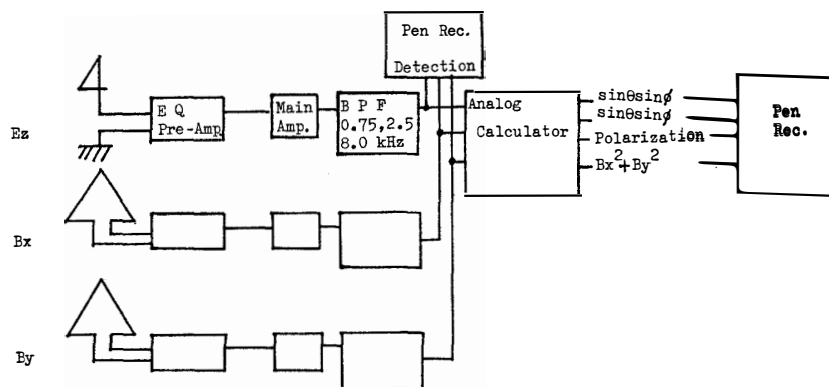 Pen Rec.
Detection
Ez
E Q
Pre-Amp
Main
Amp.
B P F
0.75,2.5
8.0 kHz
Analog
Calculator
sinθsinϕ
sinθsinϕ
Polarization
Bx²+By²
Pen
Rec.
Bx
By